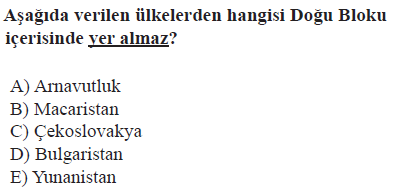 Aşağıda verilen ülkelerden hangisi Doğu Bloku
içerisinde yer almaz?
A) Arnavutluk
B) Macaristan
C) Çekoslovakya
D) Bulgaristan
E) Yunanistan